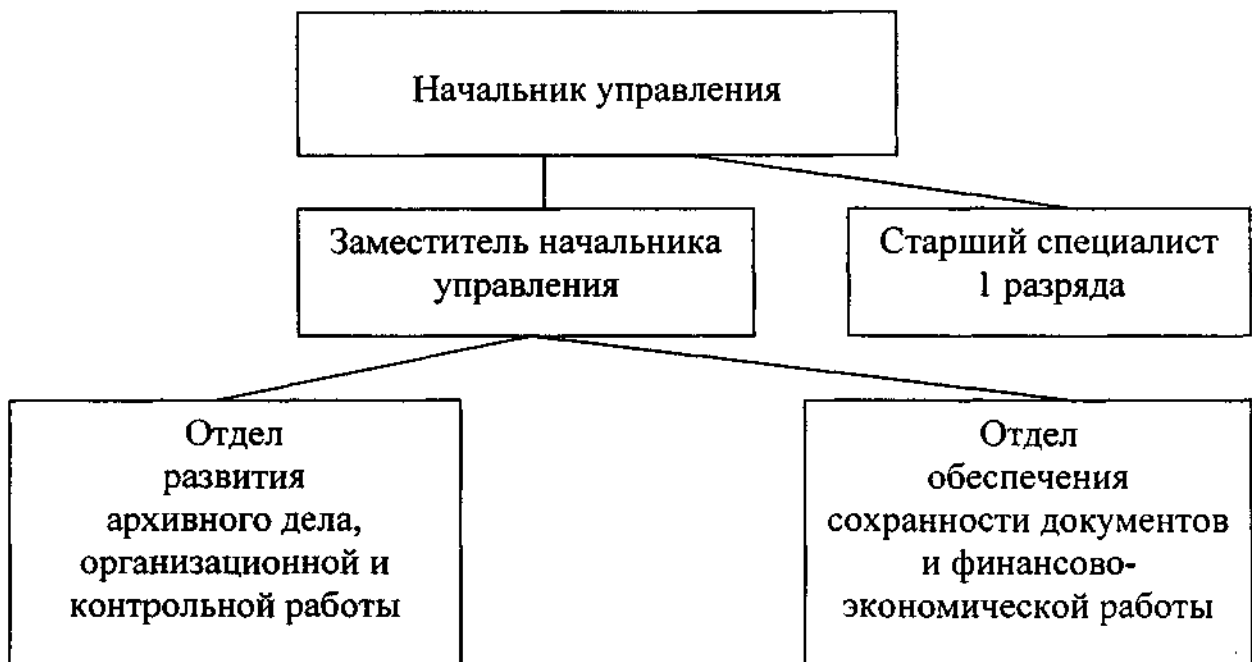 Начальник управления
Заместитель начальника
управления
Старший специалист
1 разряда
Отдел
развития
архивного дела,
организационной и
контрольной работы
Отдел
обеспечения
сохранности документов
и финансово-
экономической работы